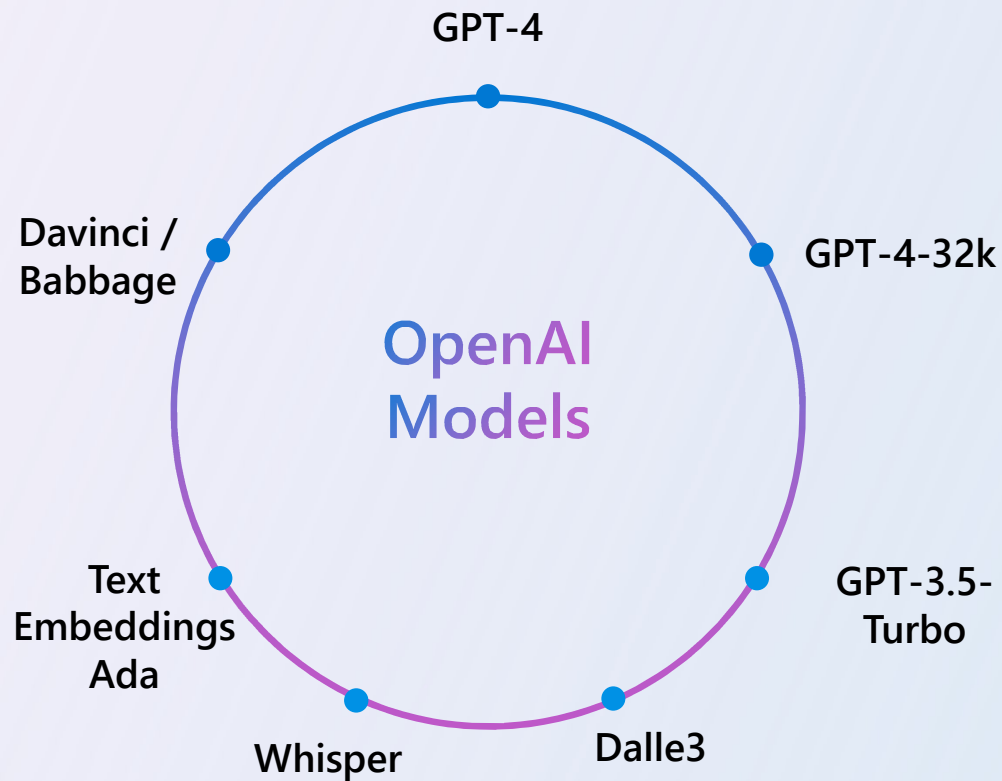 GPT-4
Davinci /
Babbage
GPT-4-32k
OpenAI
Models
Text
Embeddings
Ada
GPT-3.5-
Turbo
Whisper
Dalle3